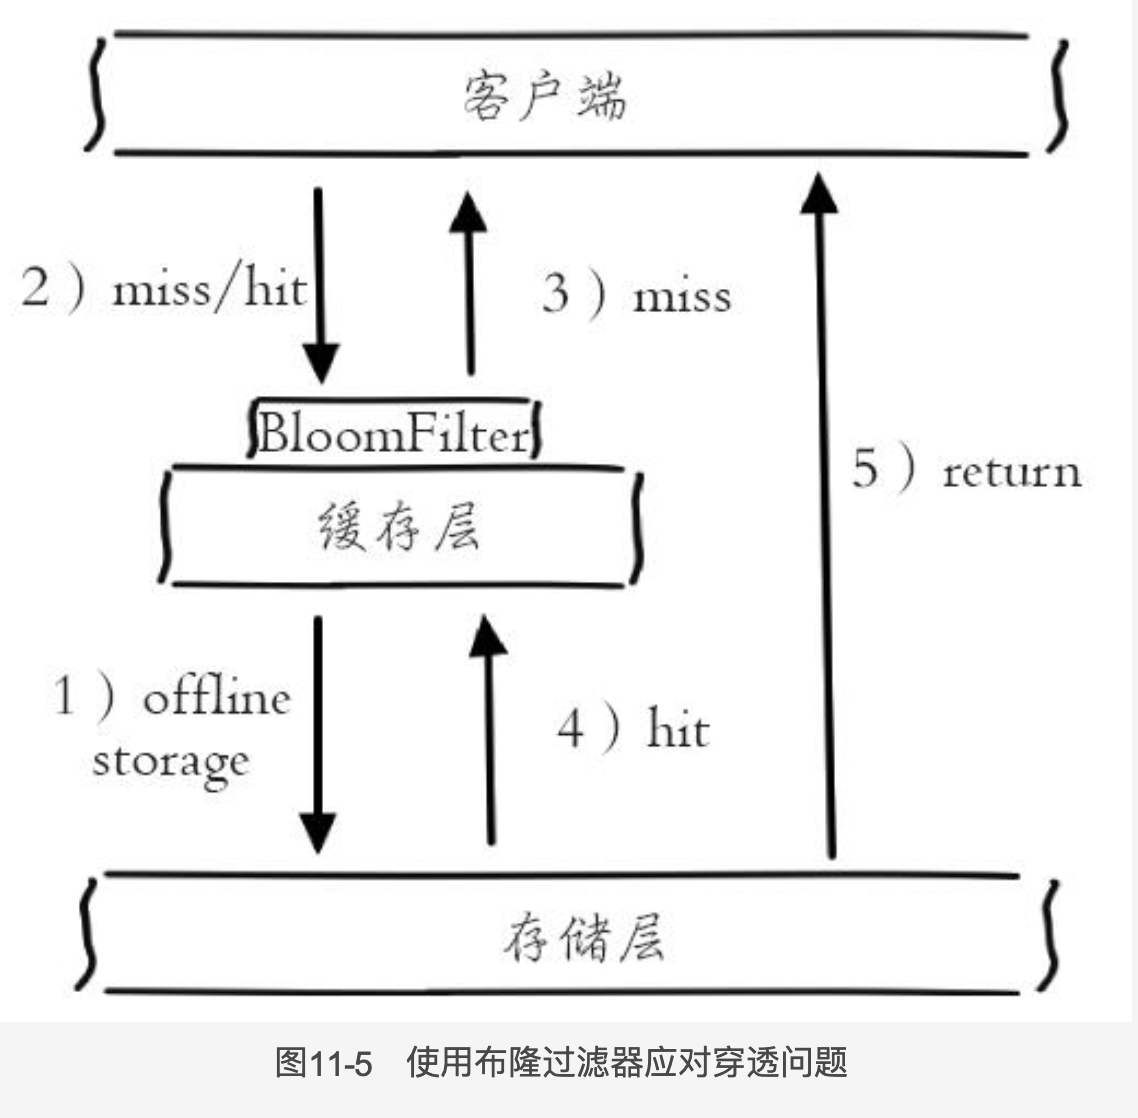 客户端
2）miss/hit
3）miss
BloomFilter
5）return
缓存层
1）offline
storage
4）hit
存储层
图11-5　使用布隆过滤器应对穿透问题